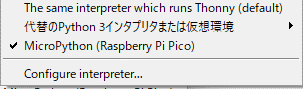 The same interpreter which runs Thonny (default)
代替のPython 3インタプリタまたは仮想環境
✓ MicroPython (Raspberry Pi Pico)
Configure interpreter...